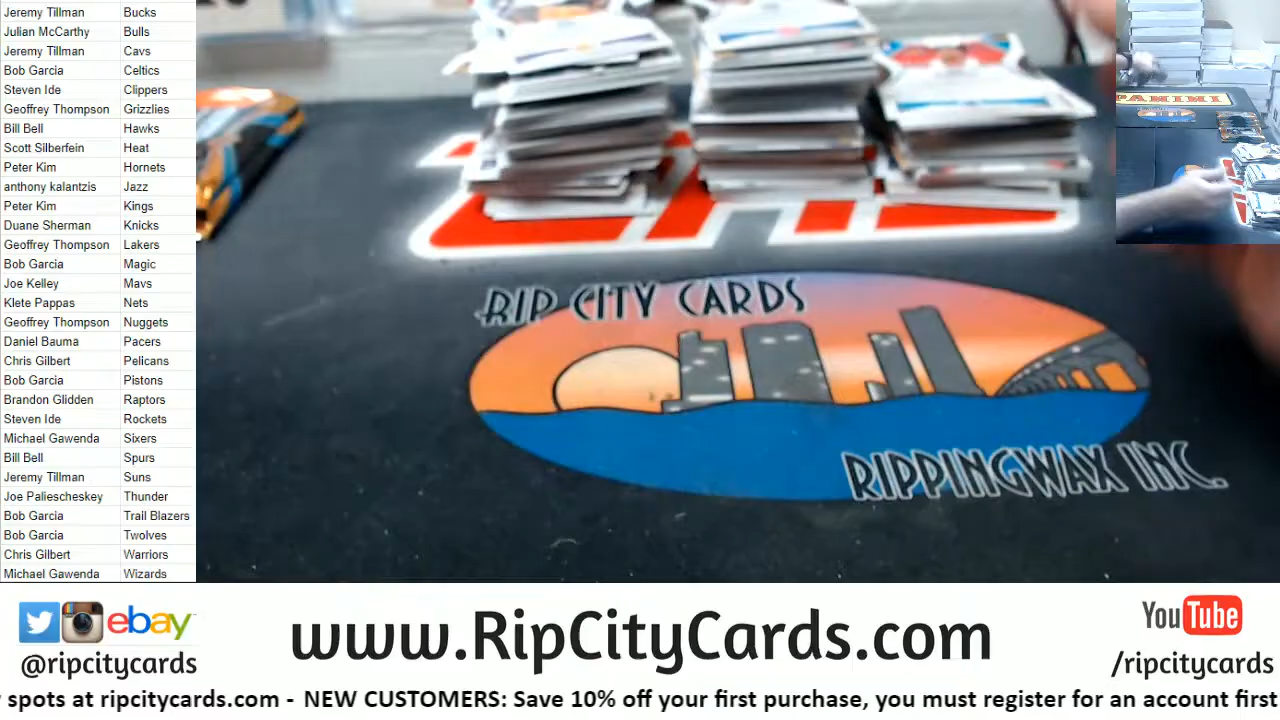 Jeremy Tillman Bucks
Julian McCarthy Bulls
Jeremy Tillman Cavs
Bob Garcia Celtics
Steven Ide Clippers
Geoffrey Thompson Grizzlies
Bill Bell Hawks
Scott Silberfein Heat
Peter Kim Hornets
anthony kalantzis Jazz
Peter Kim Kings
Duane Sherman Knicks
Geoffrey Thompson Lakers
Bob Garcia Magic
Joe Kelley Mavs
Klete Pappas Nets
Geoffrey Thompson Nuggets
Daniel Bauma Pacers
Chris Gilbert Pelicans
Bob Garcia Pistons
Brandon Glidden Raptors
Steven Ide Rockets
Michael Gawenda Sixers
Bill Bell Spurs
Jeremy Tillman Suns
Joe Paliescheskey Thunder
Bob Garcia Trail Blazers
Bob Garcia Twolves
Chris Gilbert Warriors
Michael Gawenda Wizards
PANINI
RIP CITY CARDS
RIPPINGWAX INC.
ebay
@ripcitycards
www.RipCityCards.com
YouTube
/ripcitycards
spots at ripcitycards.com - NEW CUSTOMERS: Save 10% off your first purchase, you must register for an account first